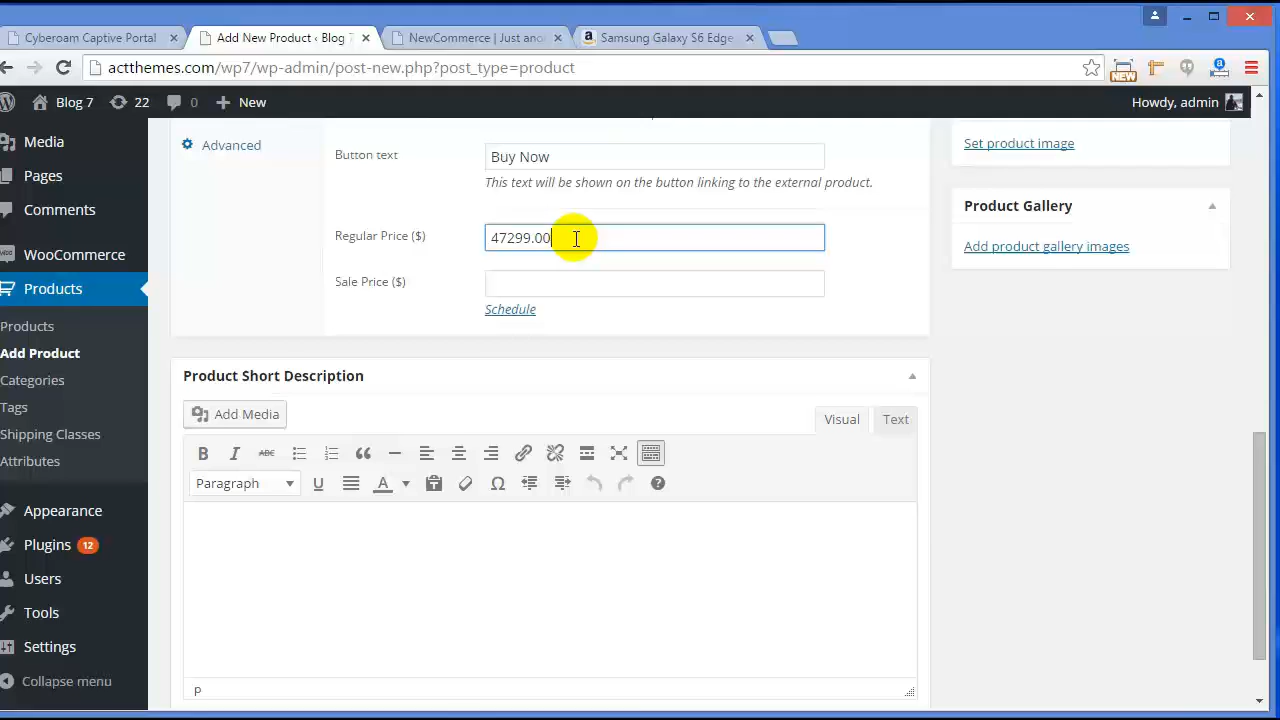 Cyberoam Captive Portal
Add New Product ‹ Blog 7
NewCommerce | Just ano
a Samsung Galaxy S6 Edge
actthemes.com/wp7/wp-admin/post-new.php?post_type=product
NEW
a
Blog 7
22
0
New
Howdy, admin
Media
Pages
Comments
WooCommerce
Products
Products
Add Product
Categories
Tags
Shipping Classes
Attributes
Appearance
Plugins 12
Users
Tools
Settings
Collapse menu
Advanced
Button text
Buy Now
This text will be shown on the button linking to the external product.
Regular Price ($)
47299.00
Sale Price ($)
Schedule
Product Short Description
Add Media
Visual
Text
B I ABC
Paragraph
U A Ω
p
Set product image
Product Gallery
Add product gallery images